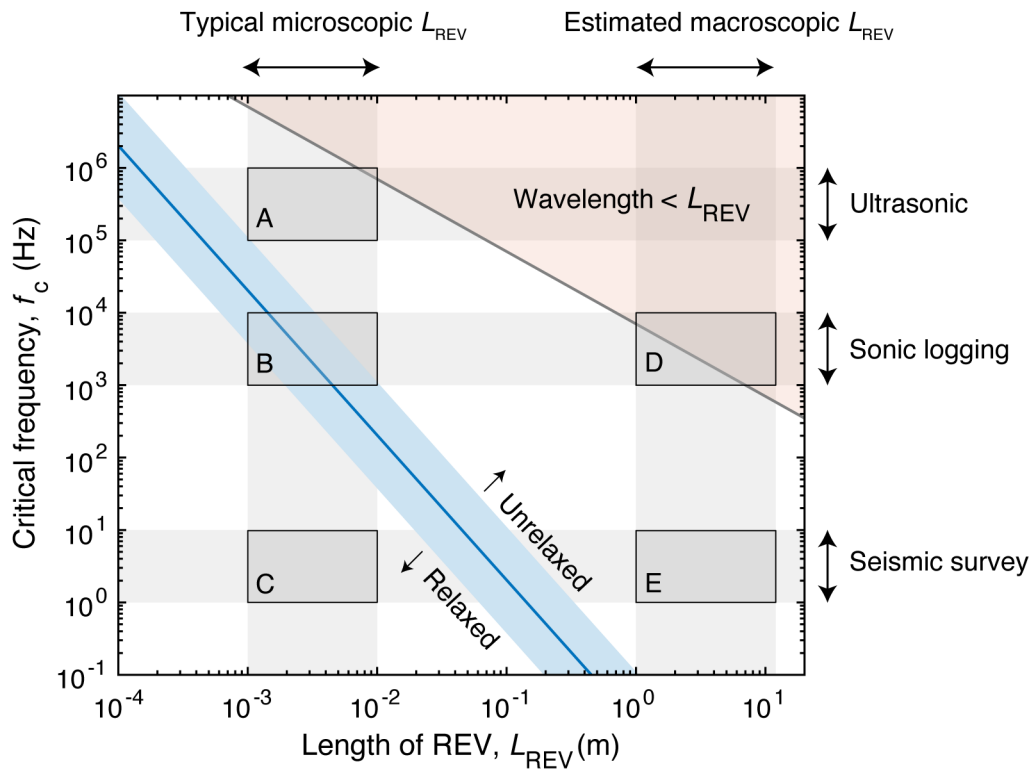 Typical microscopic L_REV
Estimated macroscopic L_REV
Critical frequency, f_c (Hz)
10^6
10^5
10^4
10^3
10^2
10^1
10^0
10^-1
Wavelength < L_REV
A
B
C
D
E
Unrelaxed
Relaxed
Ultrasonic
Sonic logging
Seismic survey
10^-4
10^-3
10^-2
10^-1
10^0
10^1
Length of REV, L_REV (m)